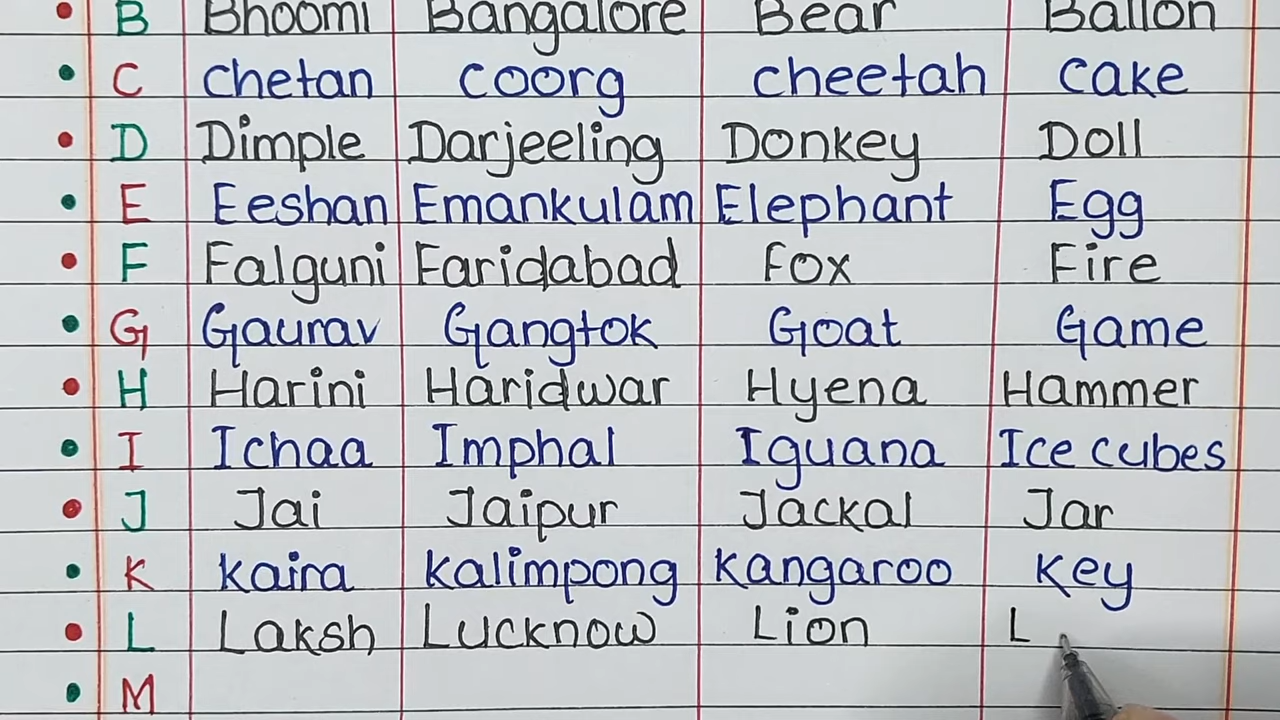 B Bhoomi Bangalore Bear Ballon
C Chetan Coorg Cheetah Cake
D Dimple Darjeeling Donkey Doll
E Eeshan Emankulam Elephant Egg
F Falguni Faridabad Fox Fire
G Gaurav Gangtok Goat Game
H Harini Haridwar Hyena Hammer
I Ichaa Imphal Iguana Ice cubes
J Jai Jaipur Jackal Jar
K Kaira Kalimpong Kangaroo Key
L Laksh Lucknow Lion L
M